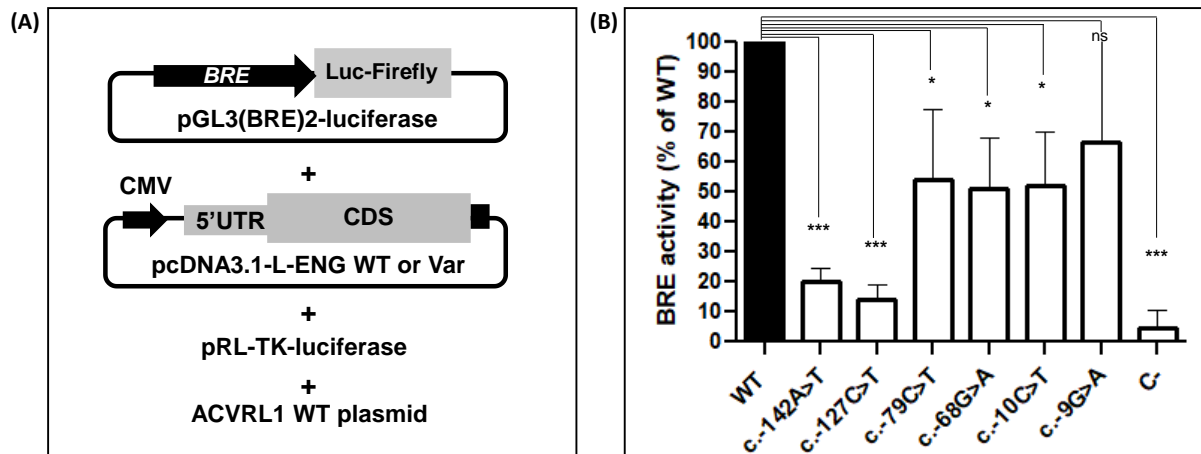 (A)
BRE
Luc-Firefly
pGL3(BRE)2-luciferase
+
CMV
5'UTR
CDS
pcDNA3.1-L-ENG WT or Var
+
pRL-TK-luciferase
+
ACVRL1 WT plasmid
(B)
BRE activity (% of WT)
100
90
80
70
60
50
40
30
20
10
0
***
***
*
*
*
ns
***
WT
c.-142A>T
c.-127C>T
c.-79C>T
c.-68G>A
c.-10C>T
c.-9G>A
C-